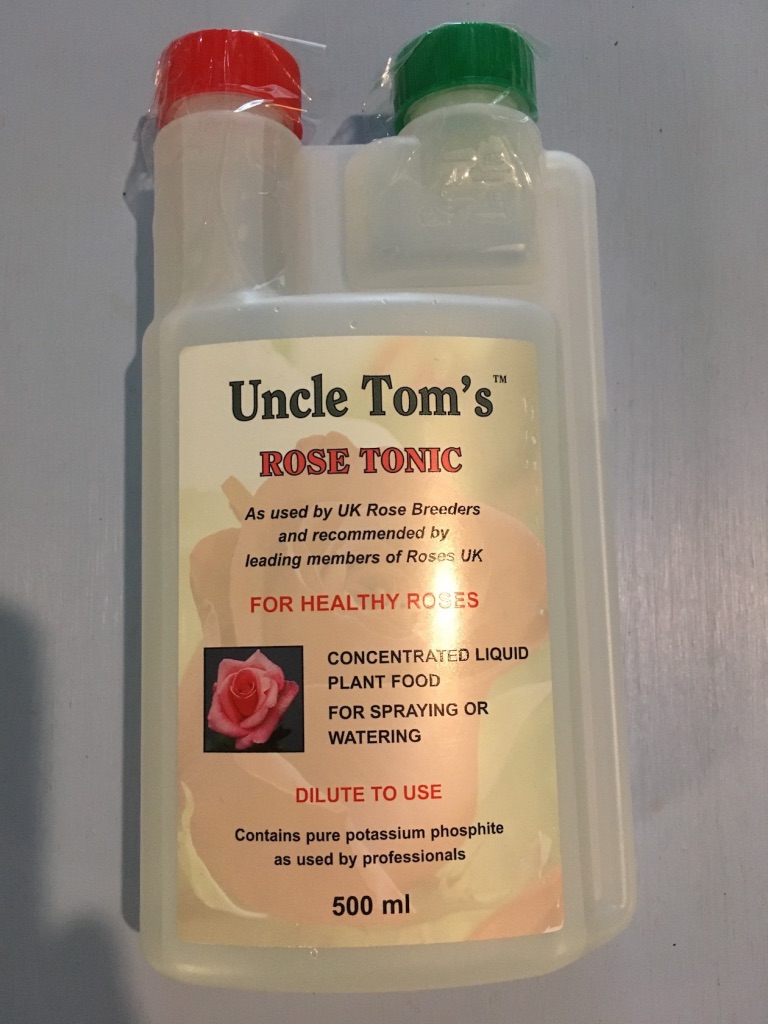 Uncle Tom's™
ROSE TONIC
As used by UK Rose Breeders
and recommended by
leading members of Roses UK
FOR HEALTHY ROSES
CONCENTRATED LIQUID
PLANT FOOD
FOR SPRAYING OR
WATERING
DILUTE TO USE
Contains pure potassium phosphite
as used by professionals
500 ml